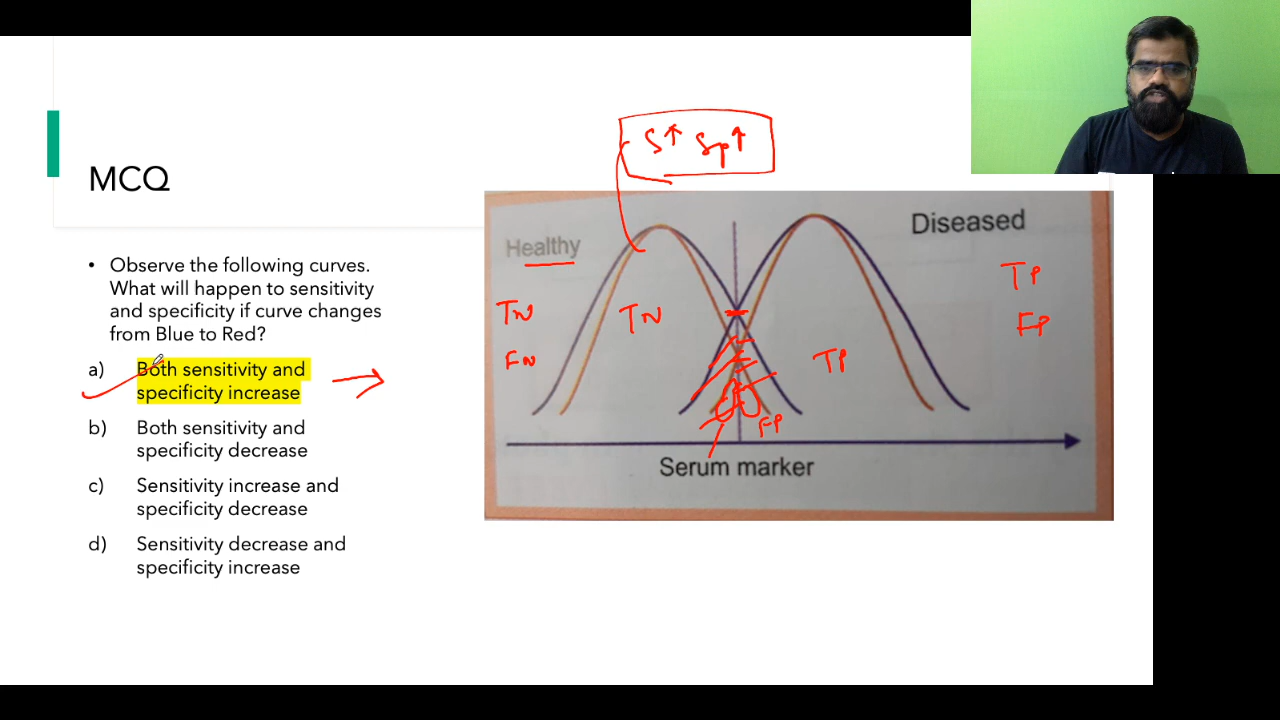 S↑ Sp↑
MCQ
• Observe the following curves.
What will happen to sensitivity
and specificity if curve changes
from Blue to Red?
a) Both sensitivity and
specificity increase
b) Both sensitivity and
specificity decrease
c) Sensitivity increase and
specificity decrease
d) Sensitivity decrease and
specificity increase
Healthy
Diseased
TN
TN
TP
FP
FN
TP
FP
Serum marker